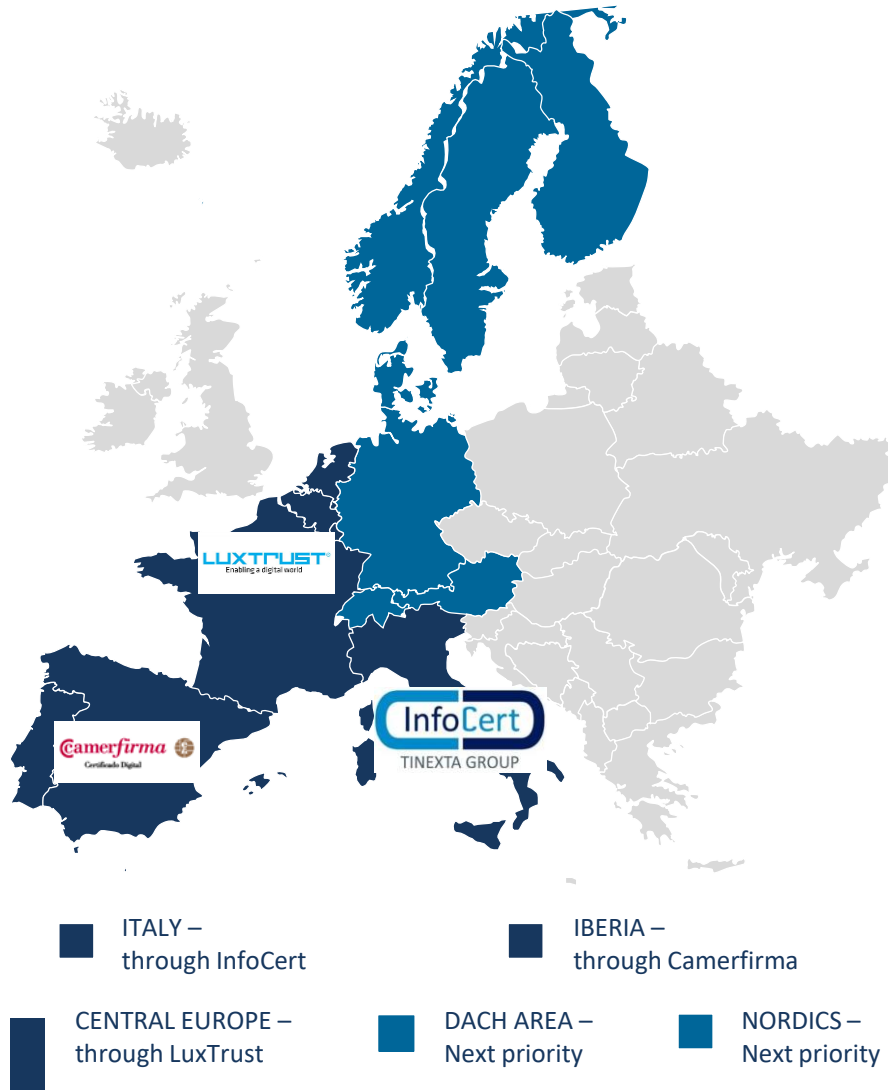 LUXTRUST
Enabling a digital world
InfoCert
TINEXTA GROUP
Camerfirma
Certificado Digital
ITALY –
through InfoCert
IBERIA –
through Camerfirma
CENTRAL EUROPE –
through LuxTrust
DACH AREA –
Next priority
NORDICS –
Next priority